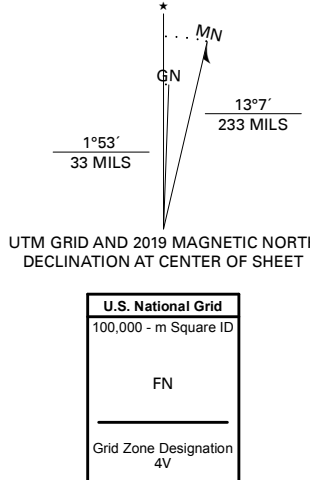 ★
MN
GN
13°7´
233 MILS
1°53´
33 MILS
UTM GRID AND 2019 MAGNETIC NORTH
DECLINATION AT CENTER OF SHEET
U.S. National Grid
100,000 - m Square ID
FN
Grid Zone Designation
4V